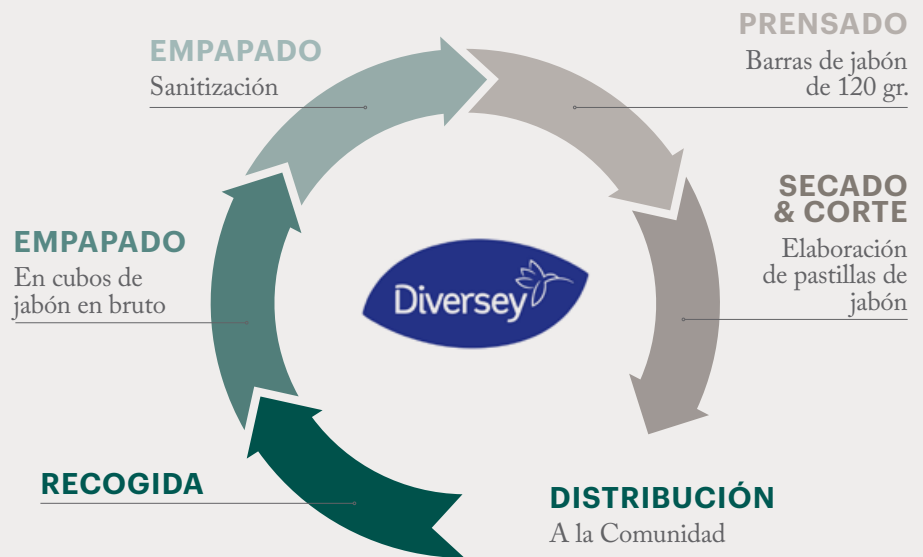 EMPAPADO
Sanitización
PRENSADO
Barras de jabón
de 120 gr.
SECADO
& CORTE
Elaboración
de pastillas de
jabón
EMPAPADO
En cubos de
jabón en bruto
Diversey
RECOGIDA
DISTRIBUCIÓN
A la Comunidad